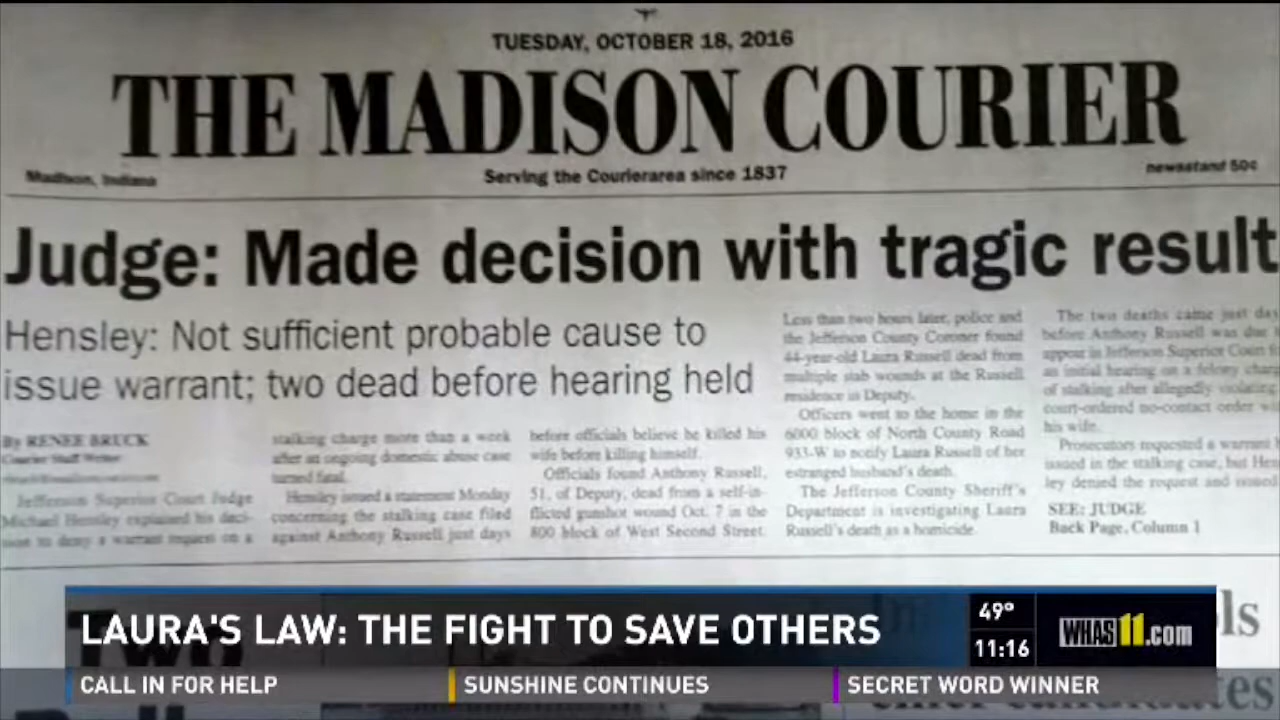 TUESDAY, OCTOBER 18, 2016
THE MADISON COURIER
Madison, Indiana
Serving the Courierarea since 1837
newsstand 50¢
Judge: Made decision with tragic result
Hensley: Not sufficient probable cause to
issue warrant; two dead before hearing held
By RENEE BRUCK
Courier Staff Writer
Jefferson Superior Court Judge
Michael Hensley explained his deci-
sion to deny a warrant request on a
stalking charge more than a week
after an ongoing domestic abuse case
turned fatal.
Hensley issued a statement Monday
concerning the stalking case filed
against Anthony Russell just days
before officials believe he killed his
wife before killing himself.
Officials found Anthony Russell,
51, of Deputy, dead from a self-in-
flicted gunshot wound Oct. 7 in the
800 block of West Second Street.
Less than two hours later, police and
the Jefferson County Coroner found
44-year-old Laura Russell dead from
multiple stab wounds at the Russell
residence in Deputy.
Officers went to the home in the
6000 block of North County Road
933-W to notify Laura Russell of her
estranged husband's death.
The Jefferson County Sheriff's
Department is investigating Laura
Russell's death as a homicide.
The two deaths came just day
before Anthony Russell was due
appear in Jefferson Superior Court
an initial hearing on a felony charg
of stalking after allegedly violating
court-ordered no-contact order
his wife.
Prosecutors requested a warrant
issued in the stalking case, but Hen
ley denied the request and issued
SEE: JUDGE
Back Page, Column 1
Two
ls
tes
LAURA'S LAW: THE FIGHT TO SAVE OTHERS
49°
11:16
WHAS11.com
CALL IN FOR HELP
SUNSHINE CONTINUES
SECRET WORD WINNER